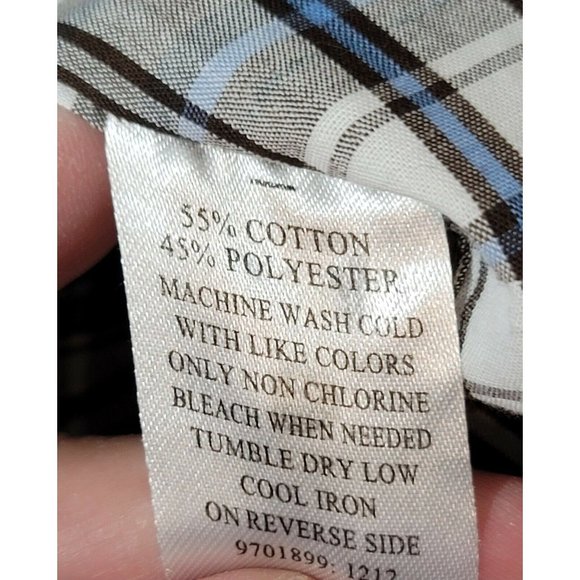 55% COTTON
45% POLYESTER
MACHINE WASH COLD
WITH LIKE COLORS
ONLY NON CHLORINE
BLEACH WHEN NEEDED
TUMBLE DRY LOW
COOL IRON
ON REVERSE SIDE
9701899: 1212